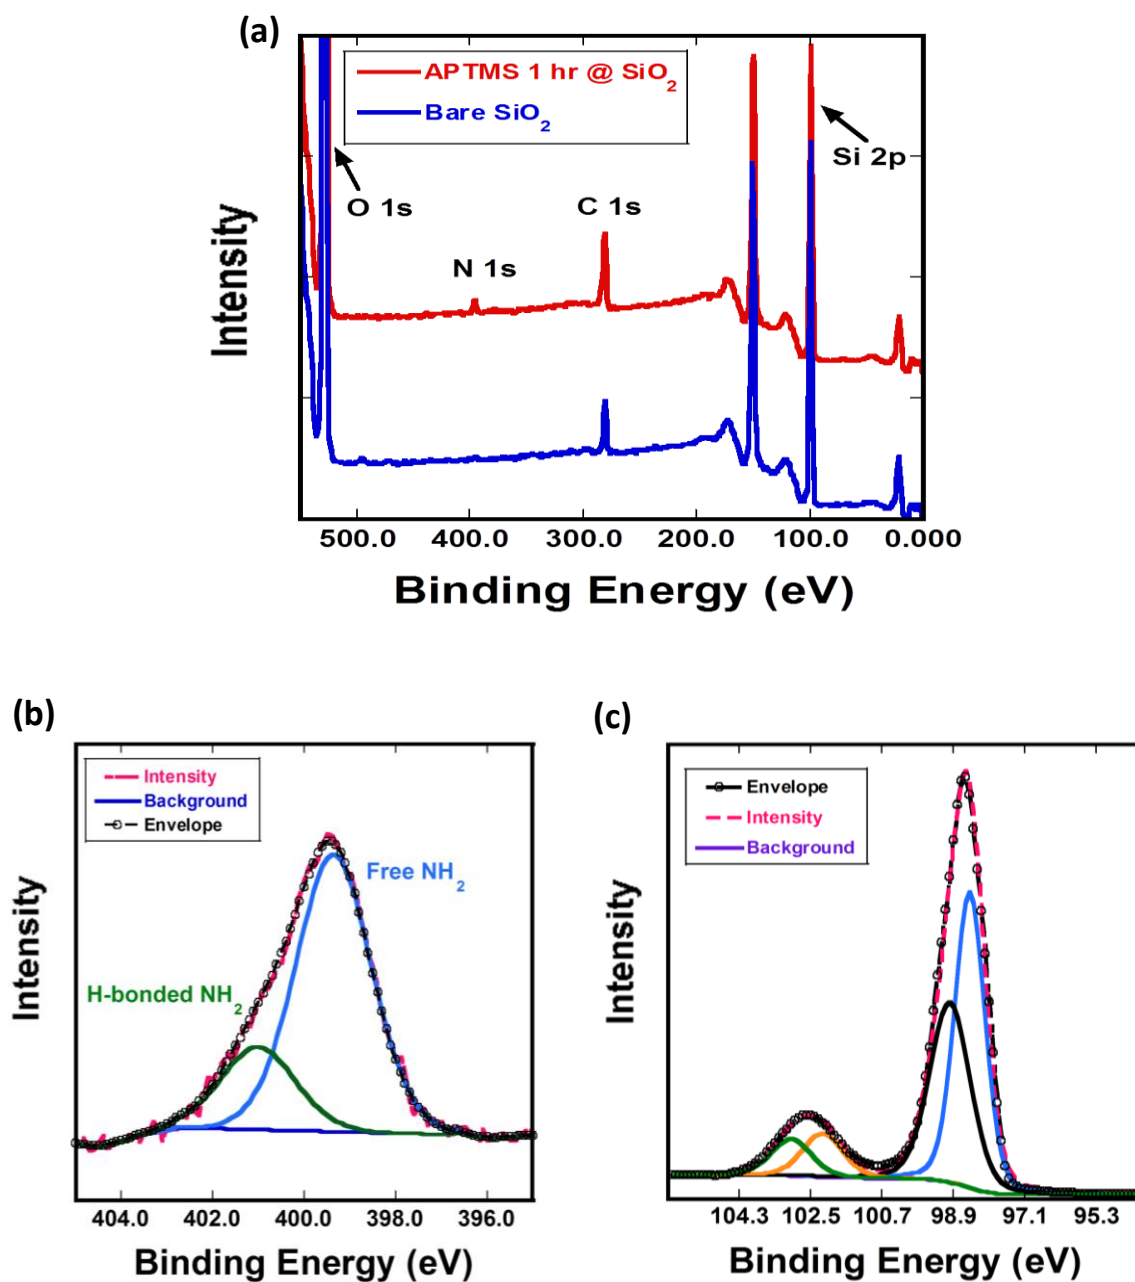 (a)
APTMS 1 hr @ SiO2
Bare SiO2
Si 2p
O 1s
C 1s
N 1s
Intensity
500.0 400.0 300.0 200.0 100.0 0.000
Binding Energy (eV)
(b)
Intensity
Background
Envelope
Free NH2
H-bonded NH2
Intensity
404.0 402.0 400.0 398.0 396.0
Binding Energy (eV)
(c)
Envelope
Intensity
Background
Intensity
104.3 102.5 100.7 98.9 97.1 95.3
Binding Energy (eV)